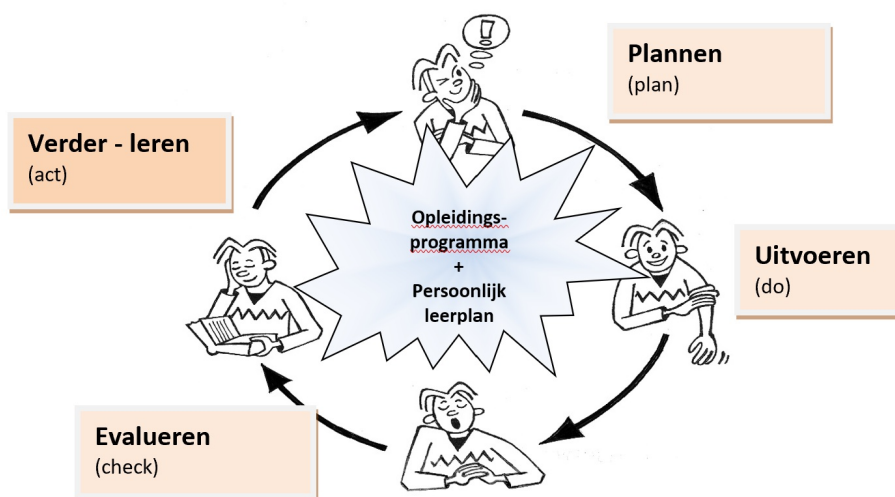 !
Plannen
(plan)
Verder - leren
(act)
Opleidings-
programma
+
Persoonlijk
leerplan
Uitvoeren
(do)
Evalueren
(check)